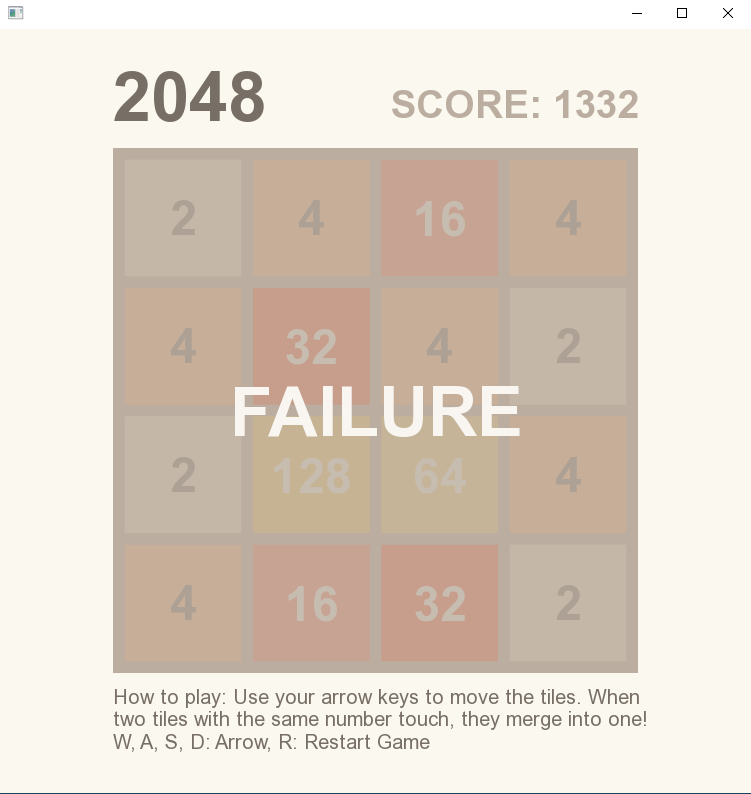 2048 SCORE: 1332
2 4 16 4
4 32 4 2
FAILURE
2 128 64 4
4 16 32 2
How to play: Use your arrow keys to move the tiles. When
two tiles with the same number touch, they merge into one!
W, A, S, D: Arrow, R: Restart Game